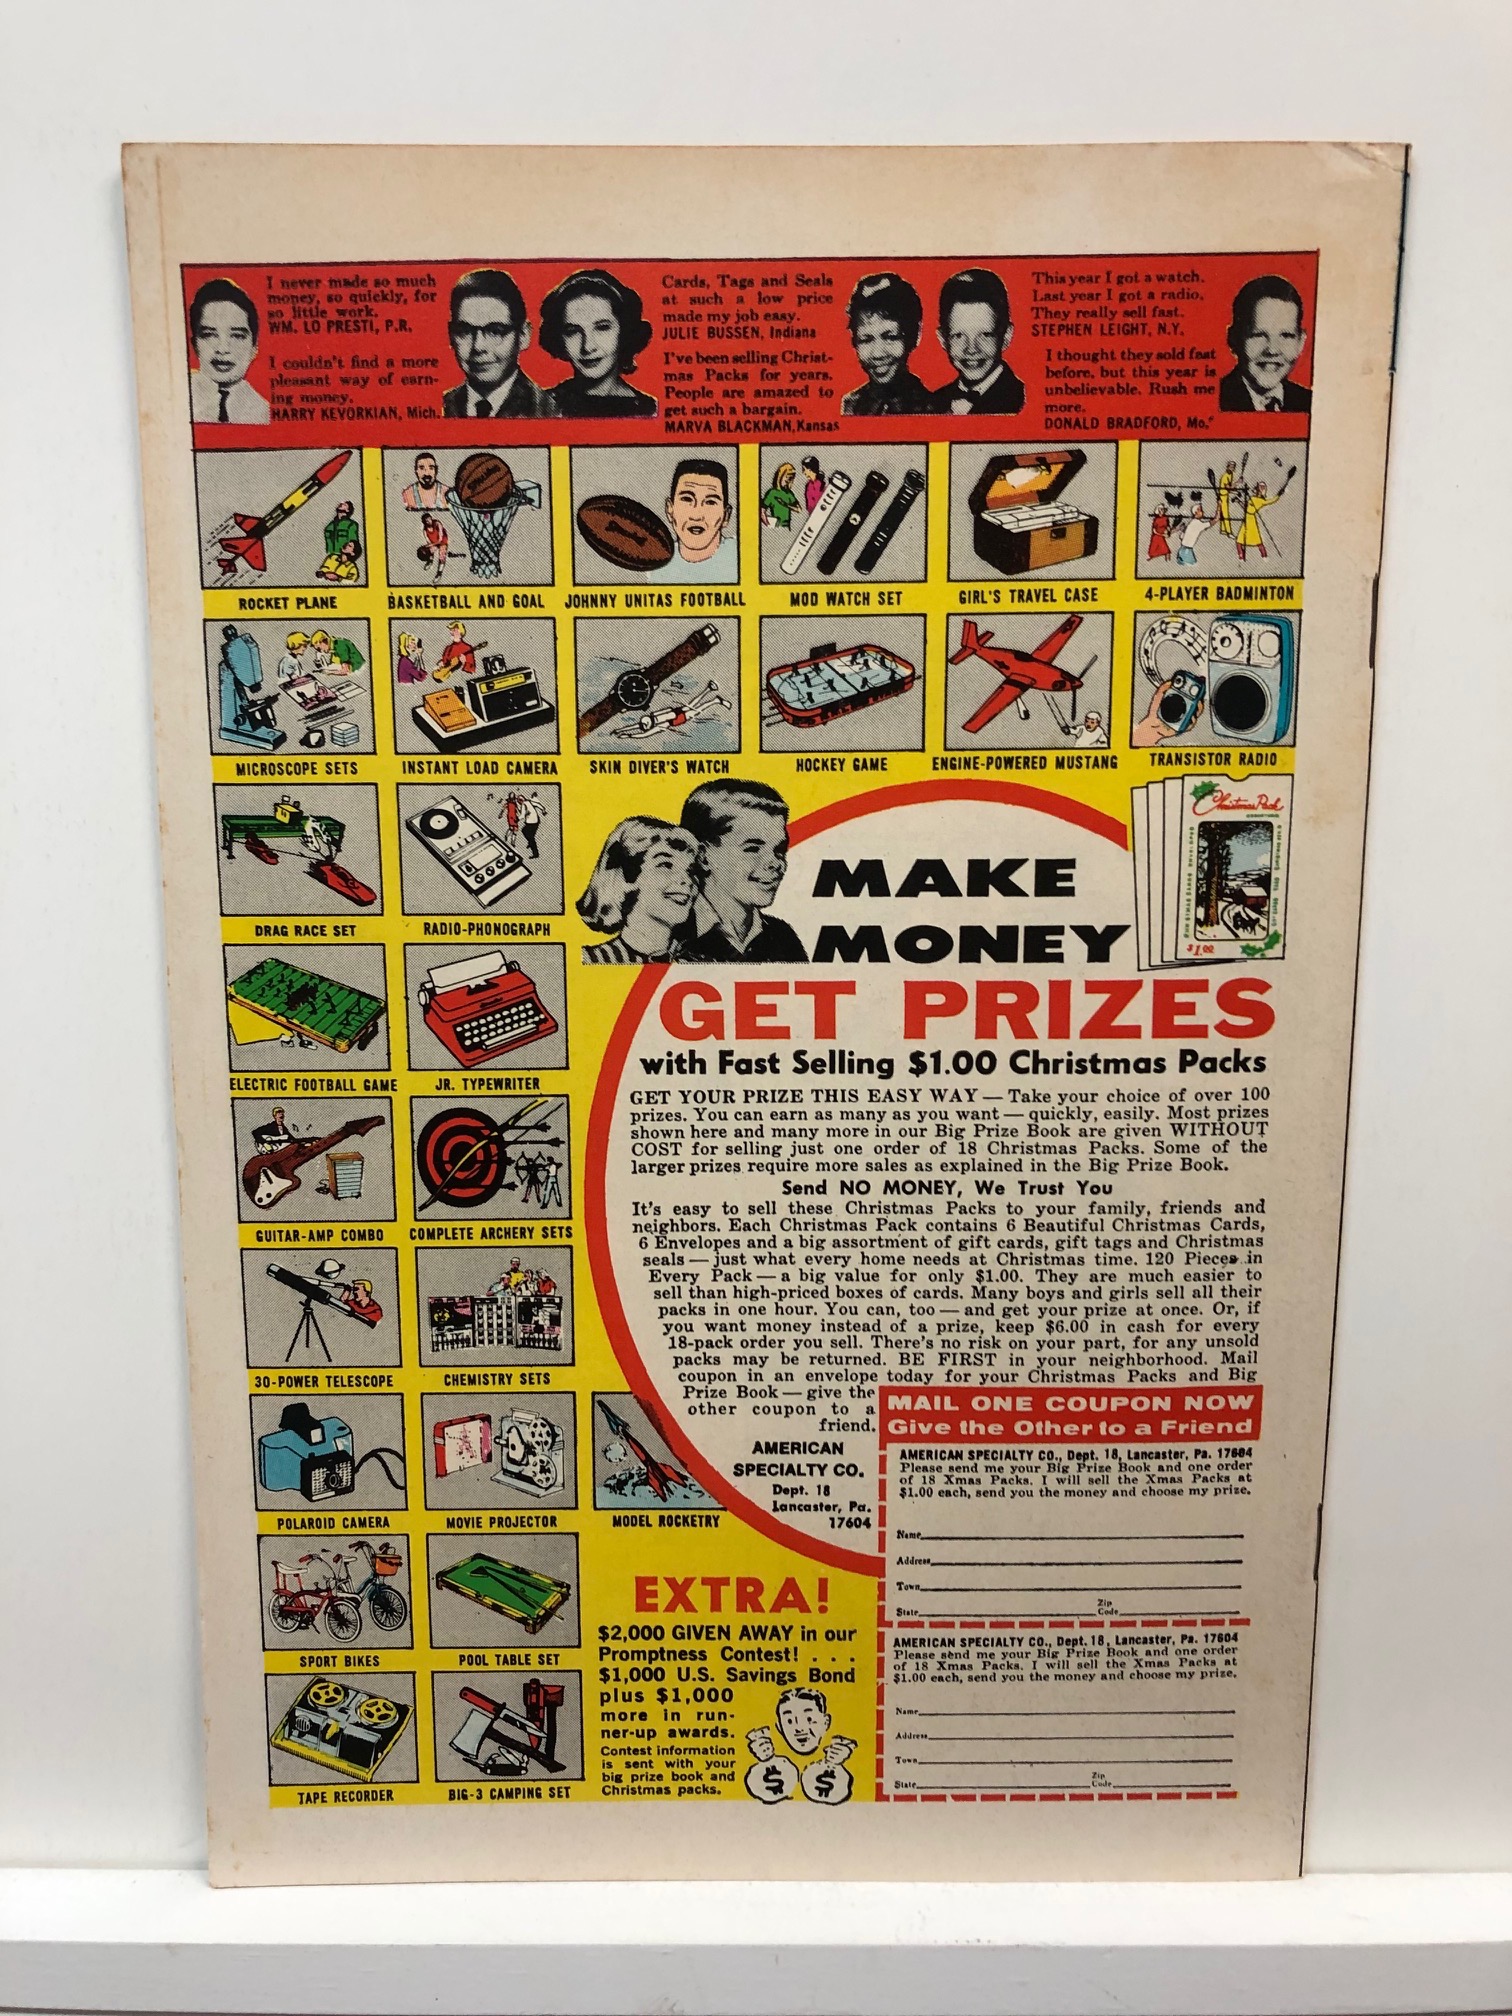 I never made so much
money, so quickly, for
so little work.
WM. LO PRESTI, P.R.
I couldn't find a more
pleasant way of earn-
ing money.
HARRY KEVORKIAN, Mich.
Cards, Tags and Seals
at such a low price
made my job easy.
JULIE BUSSEN, Indiana
I've been selling Christ-
mas Packs for years.
People are amazed to
get such a bargain.
MARVA BLACKMAN, Kansas
This year I got a watch.
Last year I got a radio.
They really sell fast.
STEPHEN LEIGHT, N.Y.
I thought they sold fast
before, but this year is
unbelievable. Rush me
more.
DONALD BRADFORD, Mo.
Chamberlain
Barry
ROCKET PLANE
BASKETBALL AND GOAL
JOHNNY UNITAS FOOTBALL
MOD WATCH SET
GIRL'S TRAVEL CASE
4-PLAYER BADMINTON
MICROSCOPE SETS
INSTANT LOAD CAMERA
SKIN DIVER'S WATCH
HOCKEY GAME
ENGINE-POWERED MUSTANG
TRANSISTOR RADIO
DRAG RACE SET
RADIO-PHONOGRAPH
ELECTRIC FOOTBALL GAME
JR. TYPEWRITER
GUITAR-AMP COMBO
COMPLETE ARCHERY SETS
30-POWER TELESCOPE
CHEMISTRY SETS
POLAROID CAMERA
MOVIE PROJECTOR
MODEL ROCKETRY
SPORT BIKES
POOL TABLE SET
TAPE RECORDER
BIG-3 CAMPING SET
Christmas Pack
$1.00
MAKE
MONEY
GET PRIZES
with Fast Selling $1.00 Christmas Packs
GET YOUR PRIZE THIS EASY WAY — Take your choice of over 100
prizes. You can earn as many as you want — quickly, easily. Most prizes
shown here and many more in our Big Prize Book are given WITHOUT
COST for selling just one order of 18 Christmas Packs. Some of the
larger prizes require more sales as explained in the Big Prize Book.
Send NO MONEY, We Trust You
It's easy to sell these Christmas Packs to your family, friends and
neighbors. Each Christmas Pack contains 6 Beautiful Christmas Cards,
6 Envelopes and a big assortment of gift cards, gift tags and Christmas
seals — just what every home needs at Christmas time. 120 Pieces in
Every Pack — a big value for only $1.00. They are much easier to
sell than high-priced boxes of cards. Many boys and girls sell all their
packs in one hour. You can, too — and get your prize at once. Or, if
you want money instead of a prize, keep $6.00 in cash for every
18-pack order you sell. There's no risk on your part, for any unsold
packs may be returned. BE FIRST in your neighborhood. Mail
coupon in an envelope today for your Christmas Packs and Big
Prize Book — give the
other coupon to a
friend.
AMERICAN
SPECIALTY CO.
Dept. 18
Lancaster, Pa.
17604
MAIL ONE COUPON NOW
Give the Other to a Friend
AMERICAN SPECIALTY CO., Dept. 18, Lancaster, Pa. 17604
Please send me your Big Prize Book and one order
of 18 Xmas Packs. I will sell the Xmas Packs at
$1.00 each, send you the money and choose my prize.
Name
Address
Town
State Zip Code
AMERICAN SPECIALTY CO., Dept. 18, Lancaster, Pa. 17604
Please send me your Big Prize Book and one order
of 18 Xmas Packs. I will sell the Xmas Packs at
$1.00 each, send you the money and choose my prize.
Name
Address
Town
State Zip Code
EXTRA!
$2,000 GIVEN AWAY in our
Promptness Contest! . . .
$1,000 U.S. Savings Bond
plus $1,000
more in run-
ner-up awards.
Contest information
is sent with your
big prize book and
Christmas packs.
$ $